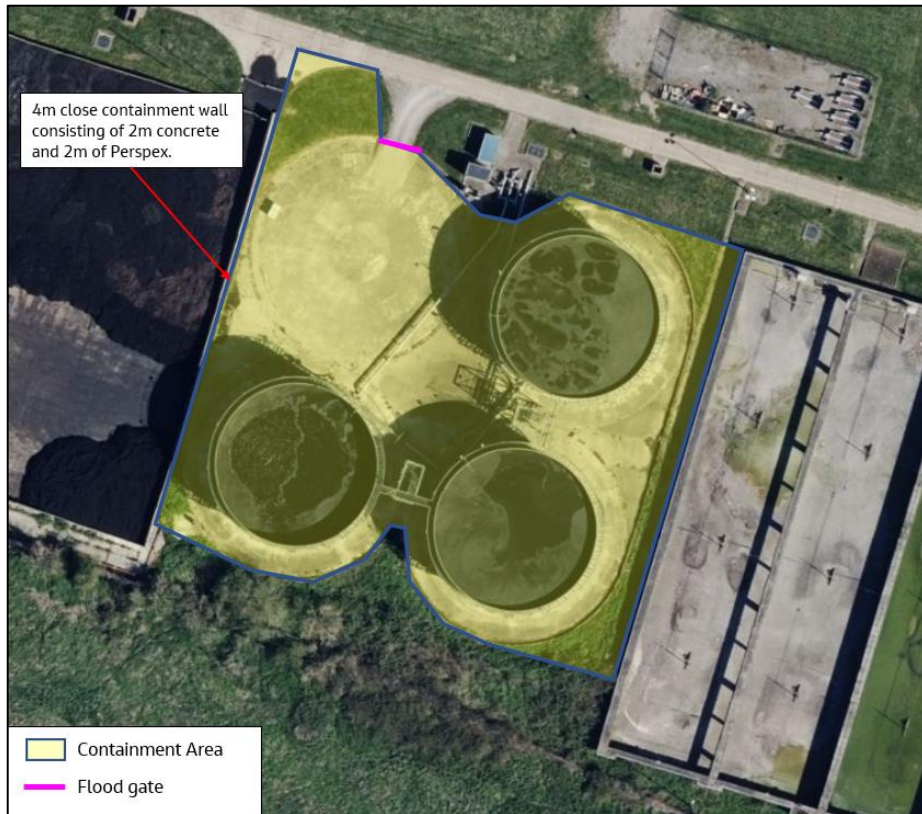 4m close containment wall
consisting of 2m concrete
and 2m of Perspex.
Containment Area
Flood gate